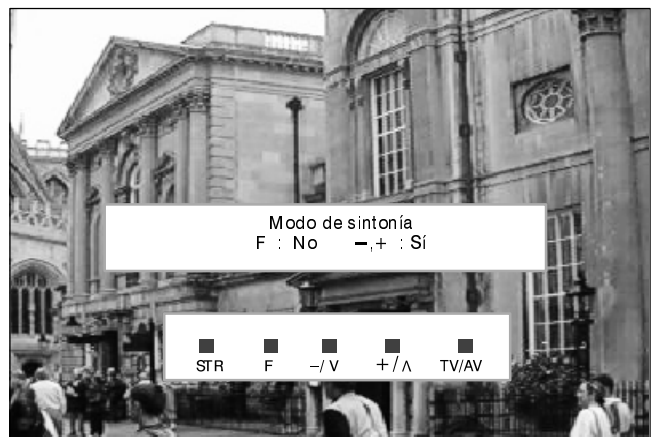 Modo de sintonía
F : No –,+ : Sí
STR F –/V +/Λ TV/AV